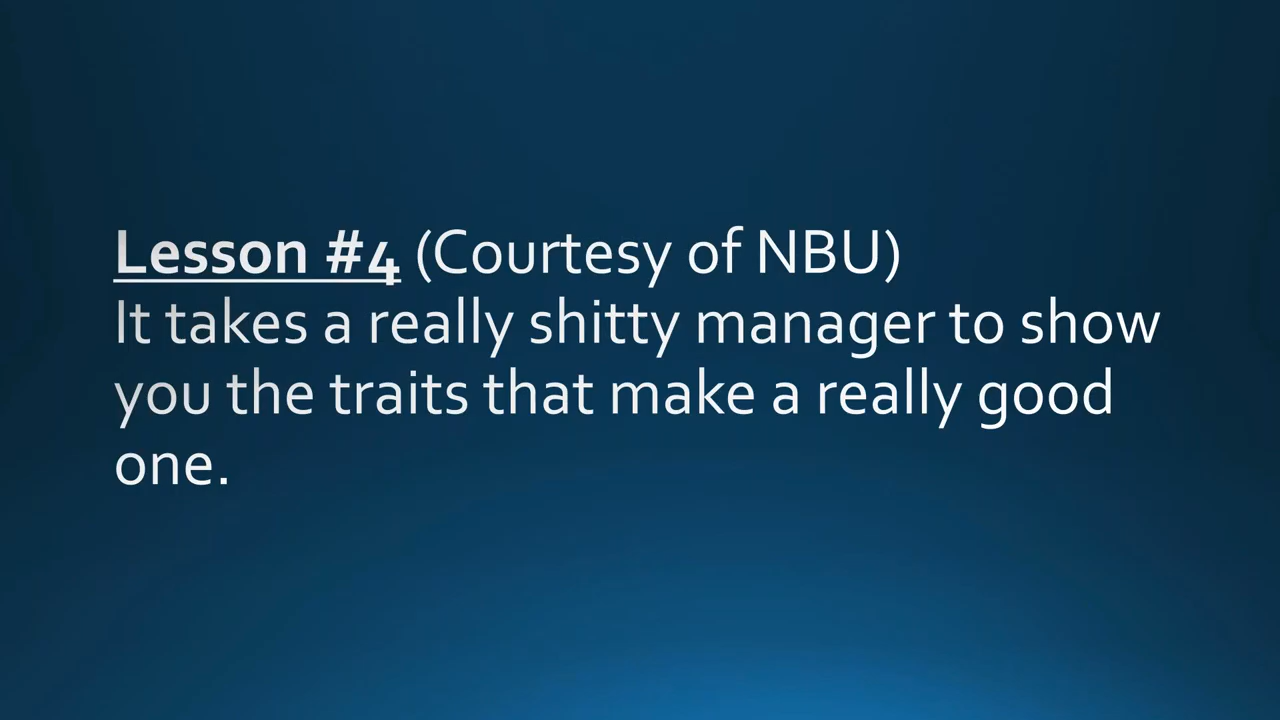 Lesson #4 (Courtesy of NBU)
It takes a really shitty manager to show
you the traits that make a really good
one.